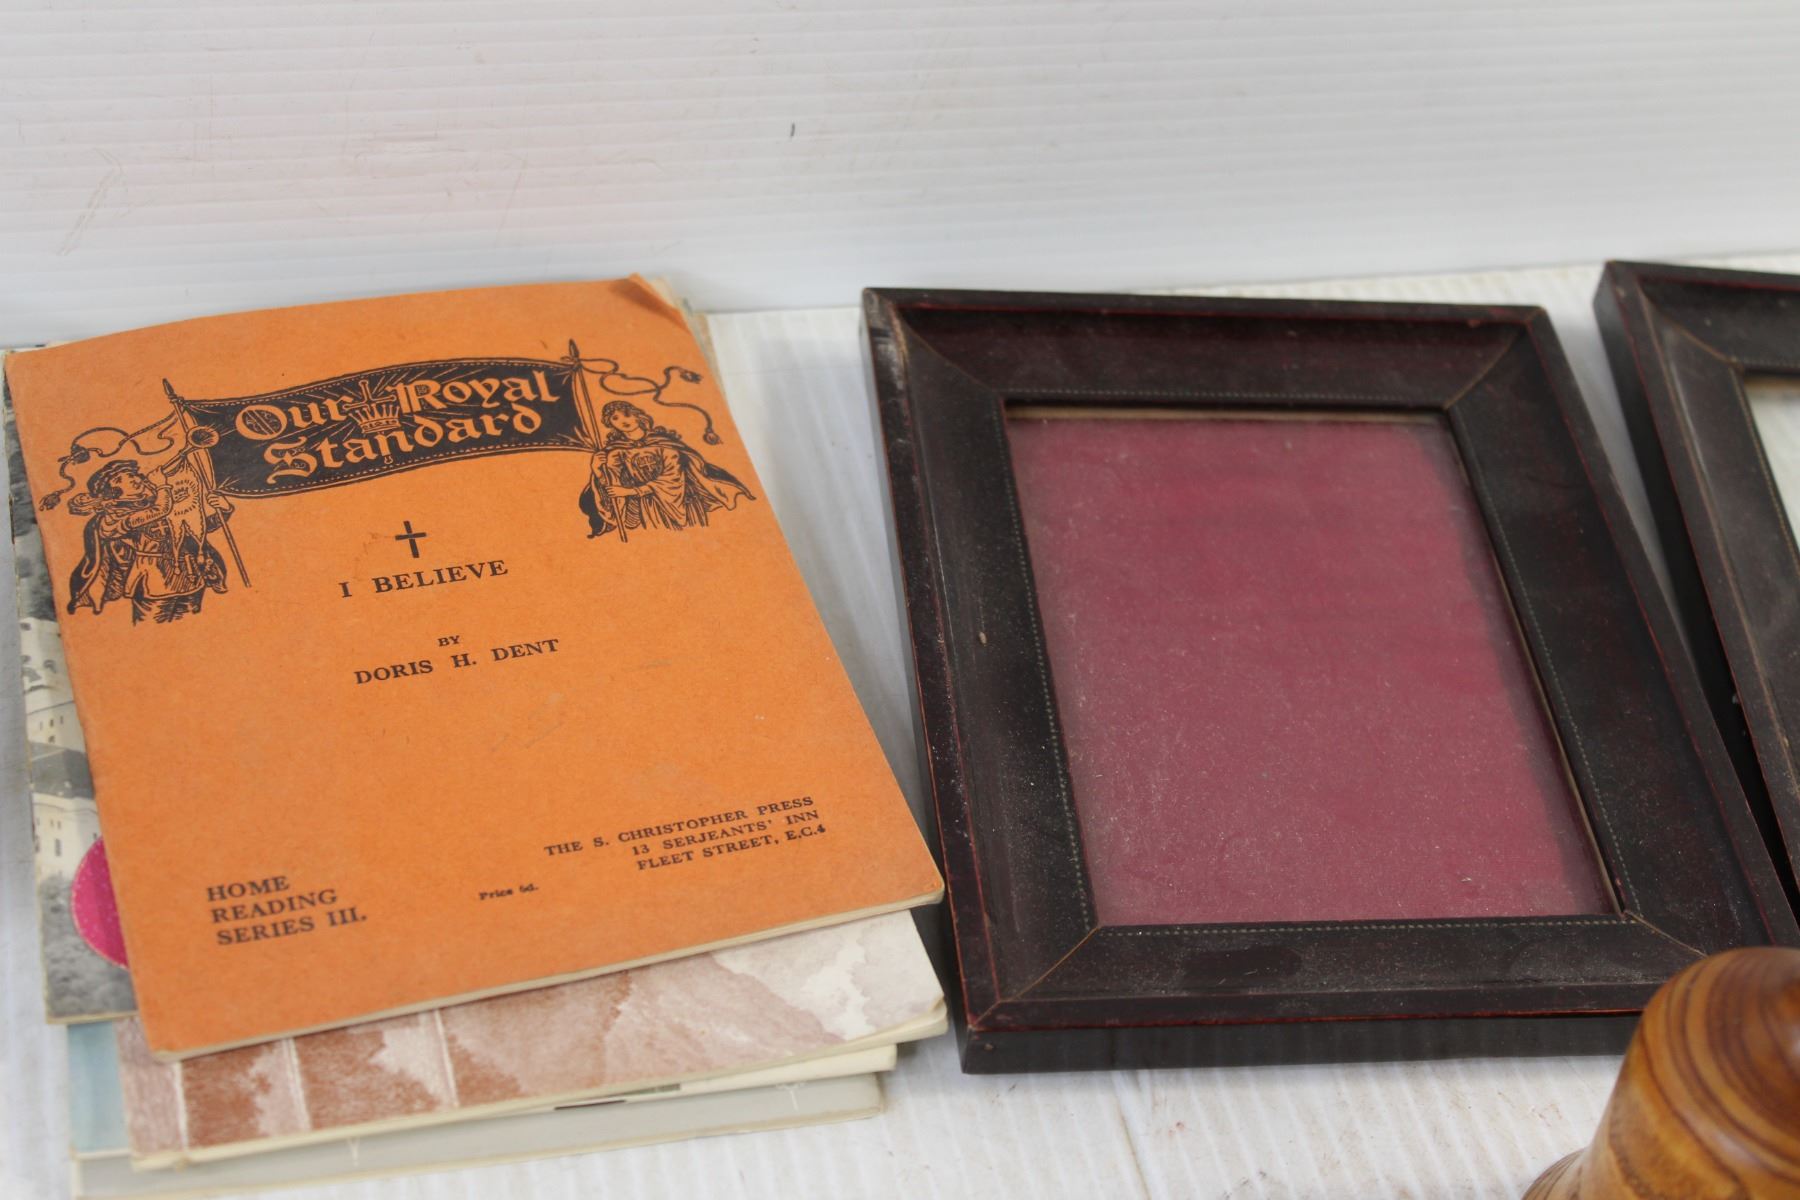 Our Royal
Standard
I BELIEVE
BY
DORIS H. DENT
THE S. CHRISTOPHER PRESS
13 SERJEANTS' INN
FLEET STREET, E.C.4
HOME
READING
SERIES III.
Price 6d.